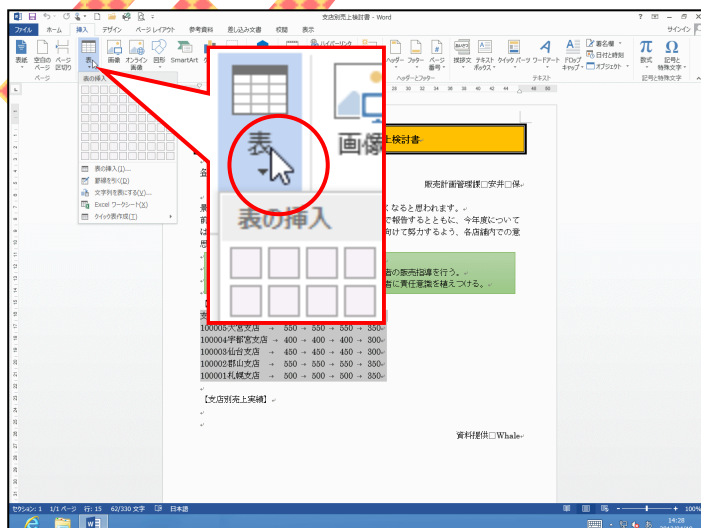 支店別売上検討書 - Word
サインイン
ファイル ホーム 挿入 デザイン ページ レイアウト 参考資料 差し込み文書 校閲 表示
表紙 空白の ページ 表 画像 オンライン 図形 SmartArt
ページ 区切り 画像
ハイパーリンク
ヘッダー フッター ページ 挨拶文 テキスト クイック パーツ ワードアート ドロップ 署名欄 数式 記号と
番号 ボックス キャップ 日付と時刻 特殊文字
オブジェクト
ページ ヘッダーとフッター テキスト 記号と特殊文字
表の挿入
表の挿入(I)...
罫線を引く(D)
文字列を表にする(V)...
Excel ワークシート(X)
クイック表作成(T)
表
画像
表の挿入
上検討書
販売計画管理課□安井□保
くなると思われます。
で報告するとともに、今年度について
向けて努力するよう、各店舗内での意
者の販売指導を行う。
者に責任意識を植えつける。
100005大宮支店 → 550 → 550 → 550 → 350
100004宇都宮支店 → 400 → 400 → 400 → 300
100003仙台支店 → 450 → 450 → 450 → 300
100002郡山支店 → 550 → 550 → 550 → 350
100001札幌支店 → 500 → 500 → 500 → 350
【支店別売上実績】
資料提供□Whale
セクション: 1 1/1 ページ 行: 15 62/330 文字 日本語 100%
14:28